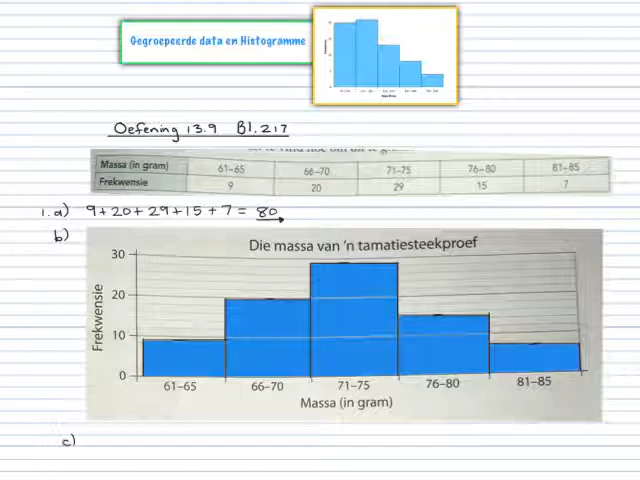 Gegroepeerde data en Histogramme
Oefening 13.9 Bl.217
Massa (in gram) 61–65 66–70 71–75 76–80 81–85
Frekwensie 9 20 29 15 7
1. a) 9+20+29+15+7 = 80
b)
Die massa van 'n tamatiesteekproef
Frekwensie
30
20
10
0
61–65 66–70 71–75 76–80 81–85
Massa (in gram)
c)